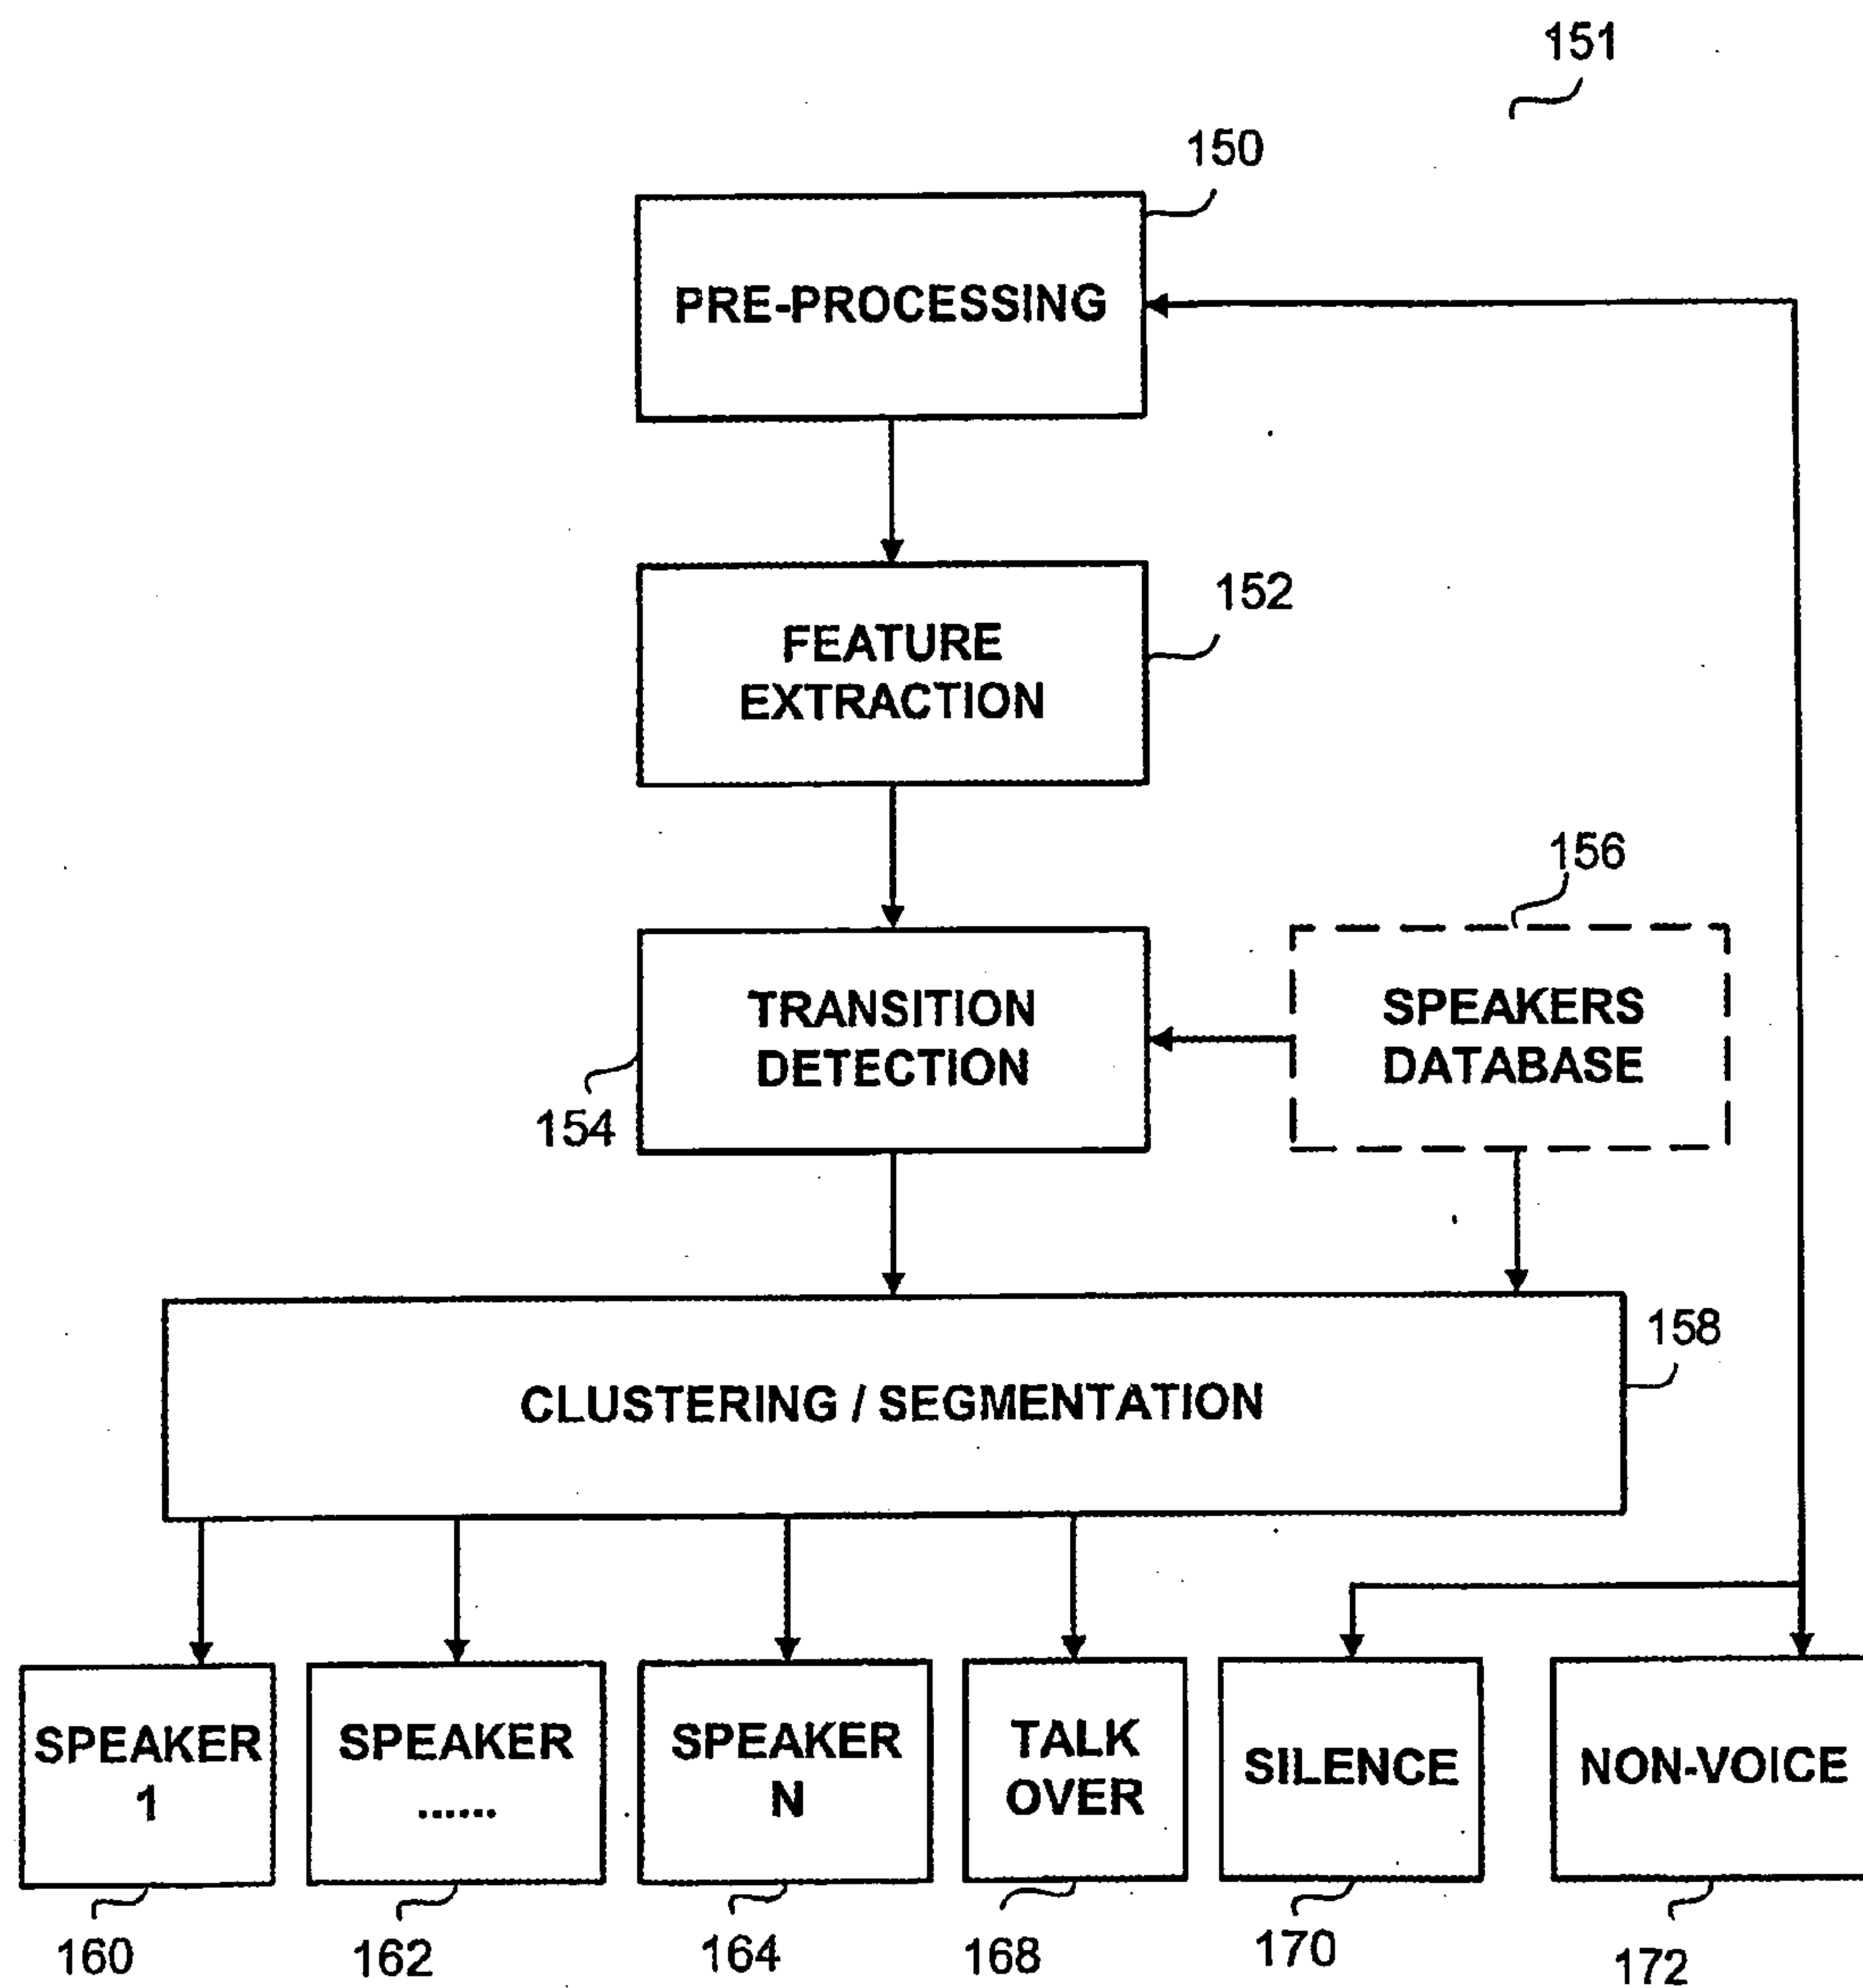 151
150
PRE-PROCESSING
152
FEATURE
EXTRACTION
156
TRANSITION
DETECTION
SPEAKERS
DATABASE
154
158
CLUSTERING / SEGMENTATION
SPEAKER
1
SPEAKER
......
SPEAKER
N
TALK
OVER
SILENCE
NON-VOICE
160
162
164
168
170
172